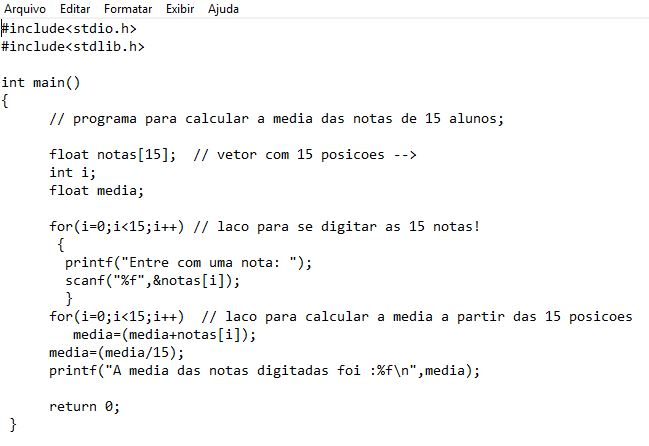 Arquivo Editar Formatar Exibir Ajuda
#include<stdio.h>
#include<stdlib.h>
int main()
{
// programa para calcular a media das notas de 15 alunos;
float notas[15];  // vetor com 15 posicoes -->
int i;
float media;
for(i=0;i<15;i++) // laco para se digitar as 15 notas!
{
printf("Entre com uma nota: ");
scanf("%f",&notas[i]);
}
for(i=0;i<15;i++)  // laco para calcular a media a partir das 15 posicoes
media=(media+notas[i]);
media=(media/15);
printf("A media das notas digitadas foi :%f\n",media);
return 0;
}